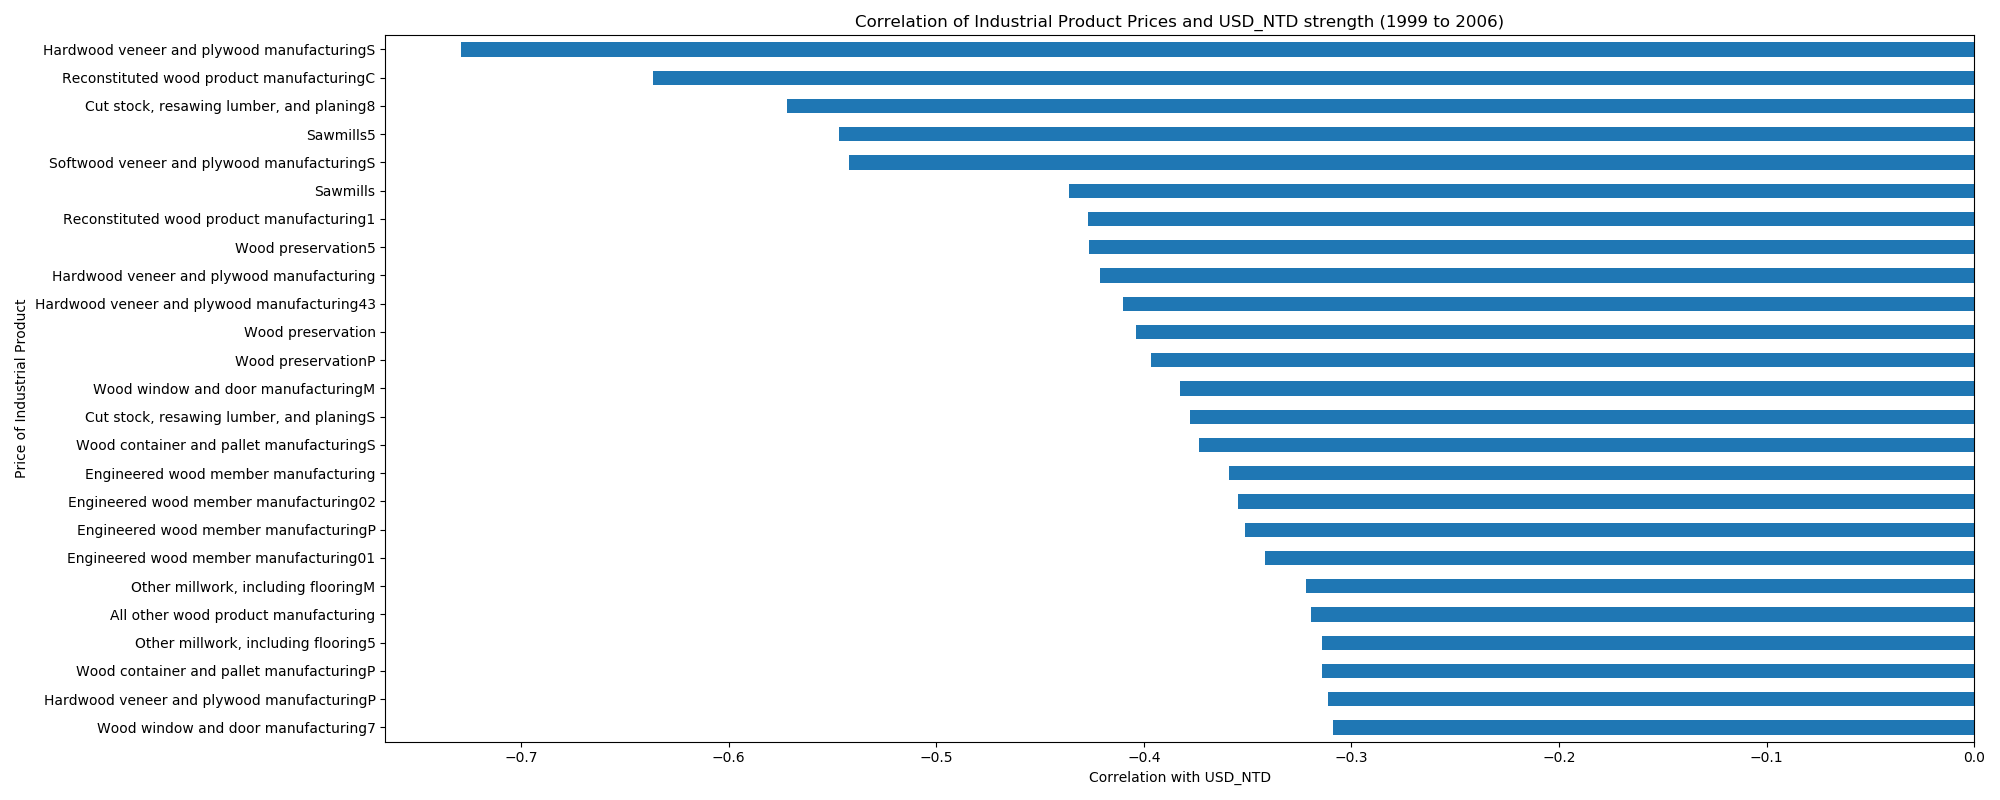 Correlation of Industrial Product Prices and USD_NTD strength (1999 to 2006)
Price of Industrial Product
Hardwood veneer and plywood manufacturingS
Reconstituted wood product manufacturingC
Cut stock, resawing lumber, and planing8
Sawmills5
Softwood veneer and plywood manufacturingS
Sawmills
Reconstituted wood product manufacturing1
Wood preservation5
Hardwood veneer and plywood manufacturing
Hardwood veneer and plywood manufacturing43
Wood preservation
Wood preservationP
Wood window and door manufacturingM
Cut stock, resawing lumber, and planingS
Wood container and pallet manufacturingS
Engineered wood member manufacturing
Engineered wood member manufacturing02
Engineered wood member manufacturingP
Engineered wood member manufacturing01
Other millwork, including flooringM
All other wood product manufacturing
Other millwork, including flooring5
Wood container and pallet manufacturingP
Hardwood veneer and plywood manufacturingP
Wood window and door manufacturing7
−0.7 −0.6 −0.5 −0.4 −0.3 −0.2 −0.1 0.0
Correlation with USD_NTD